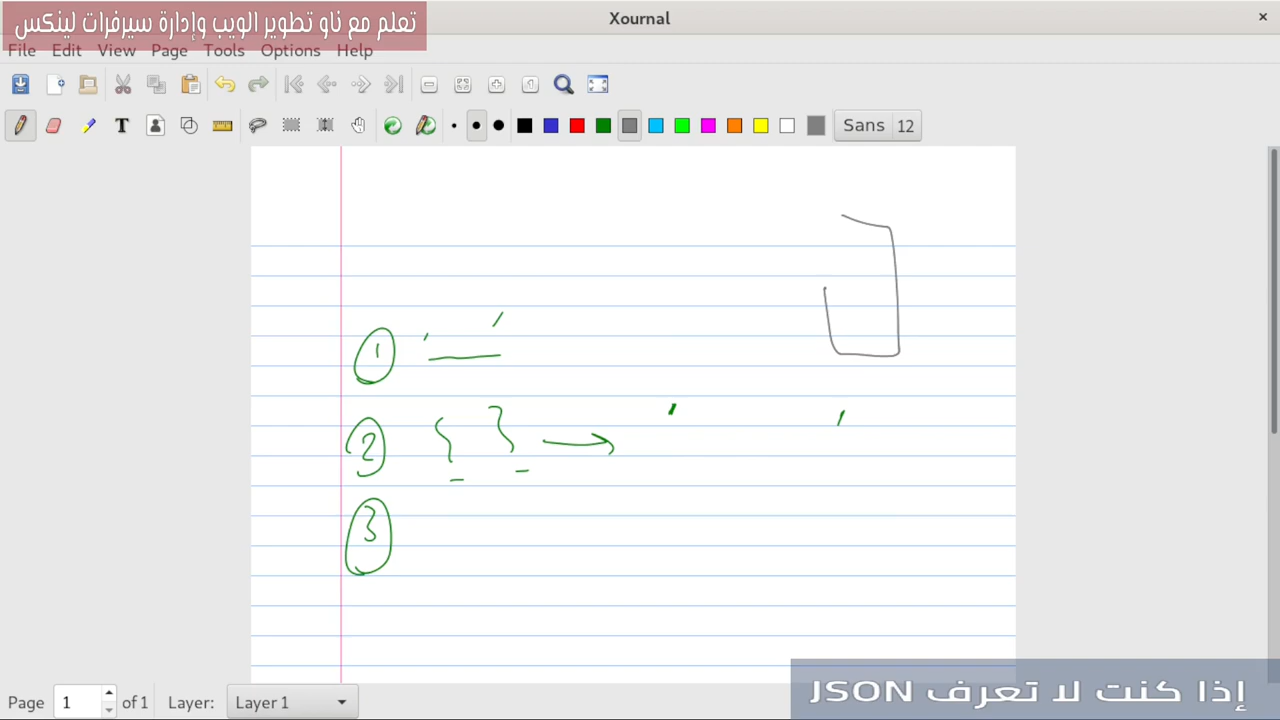 Xournal
تعلم مع ناو تطوير الويب وإدارة سيرفرات لينكس
File Edit View Page Tools Options Help
Sans 12
1 ' '
2 { } → ' '
3
Page 1 of 1 Layer: Layer 1
إذا كنت لا تعرف JSON